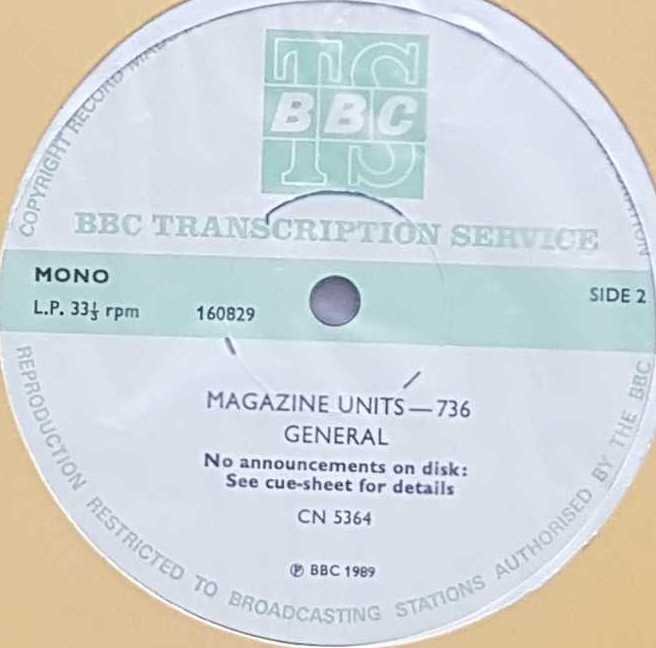 TS
BBC
TS
BBC TRANSCRIPTION SERVICE
MONO
SIDE 2
L.P. 33⅓ rpm
160829
MAGAZINE UNITS—736
GENERAL
No announcements on disk:
See cue-sheet for details
CN 5364
℗ BBC 1989
COPYRIGHT RECORD
REPRODUCTION RESTRICTED TO BROADCASTING STATIONS AUTHORISED BY THE BBC